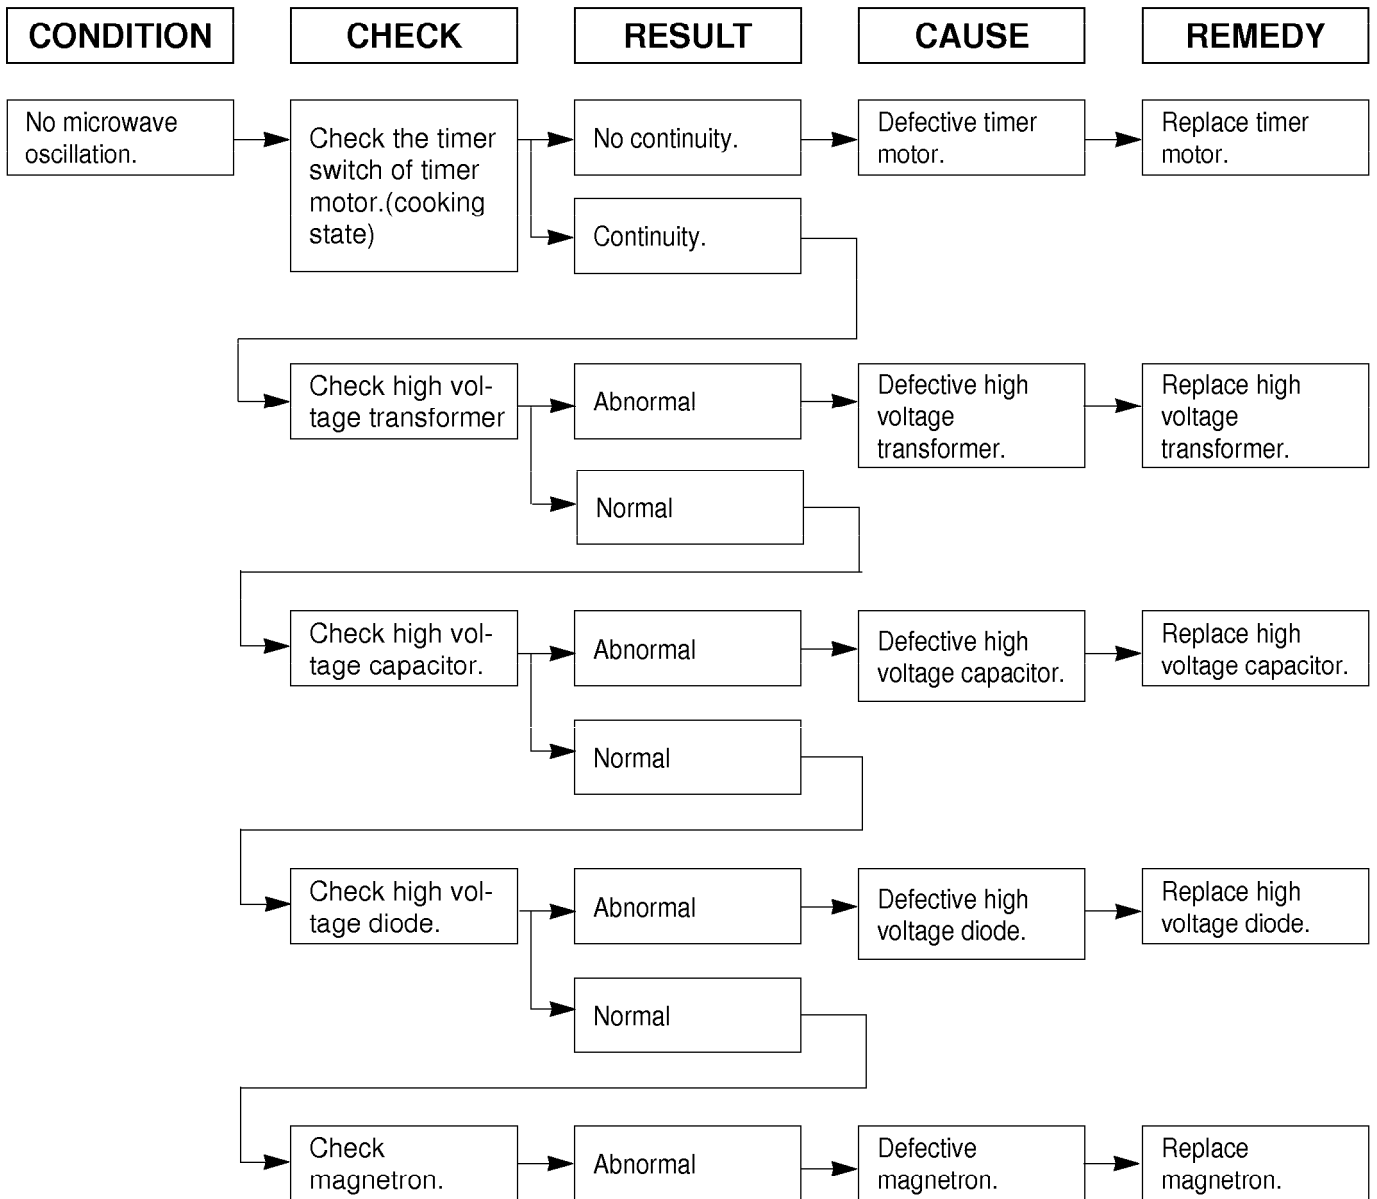 CONDITION
CHECK
RESULT
CAUSE
REMEDY
No microwave
oscillation.
Check the timer
switch of timer
motor.(cooking
state)
No continuity.
Defective timer
motor.
Replace timer
motor.
Continuity.
Check high vol-
tage transformer
Abnormal
Defective high
voltage
transformer.
Replace high
voltage
transformer.
Normal
Check high vol-
tage capacitor.
Abnormal
Defective high
voltage capacitor.
Replace high
voltage capacitor.
Normal
Check high vol-
tage diode.
Abnormal
Defective high
voltage diode.
Replace high
voltage diode.
Normal
Check
magnetron.
Abnormal
Defective
magnetron.
Replace
magnetron.